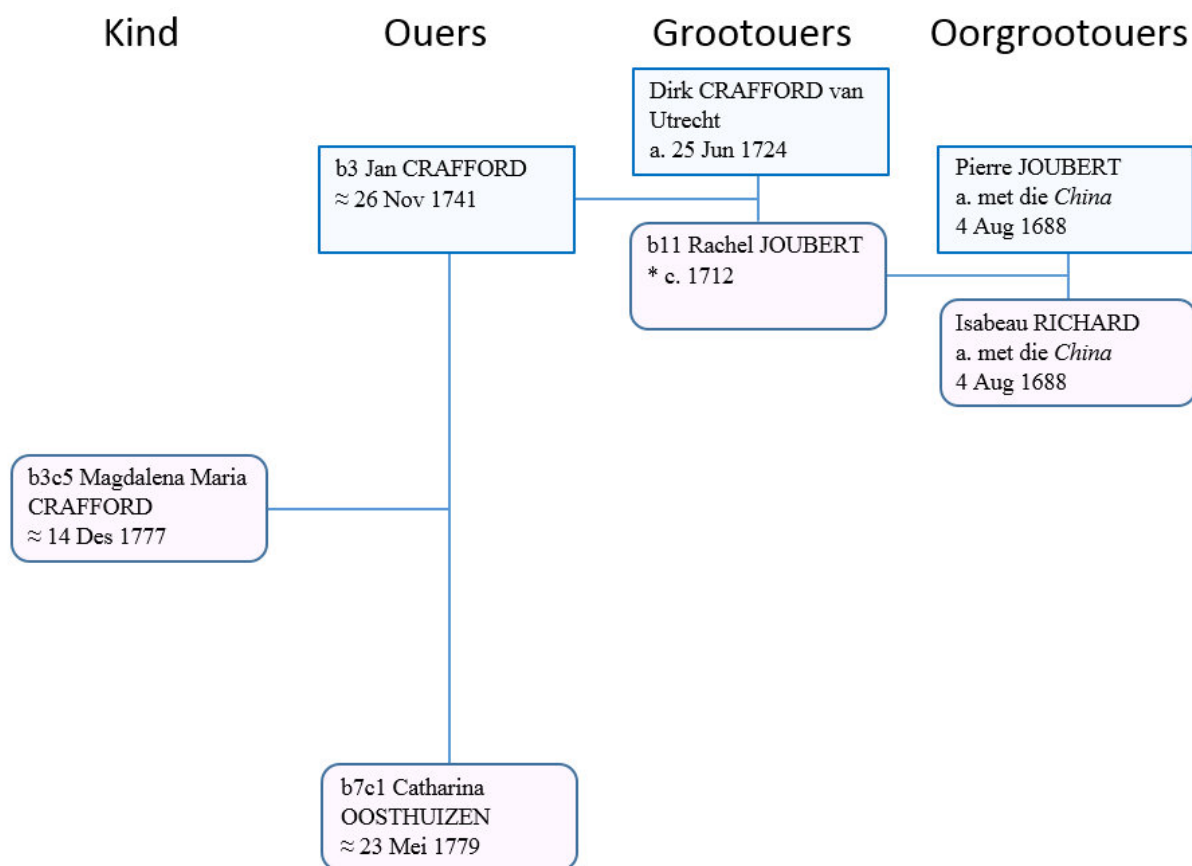 Kind
Ouers
Grootouers
Oorgrootouers
Dirk CRAFFORD van
Utrecht
a. 25 Jun 1724
b3 Jan CRAFFORD
≈ 26 Nov 1741
Pierre JOUBERT
a. met die China
4 Aug 1688
b11 Rachel JOUBERT
* c. 1712
Isabeau RICHARD
a. met die China
4 Aug 1688
b3c5 Magdalena Maria
CRAFFORD
≈ 14 Des 1777
b7c1 Catharina
OOSTHUIZEN
≈ 23 Mei 1779